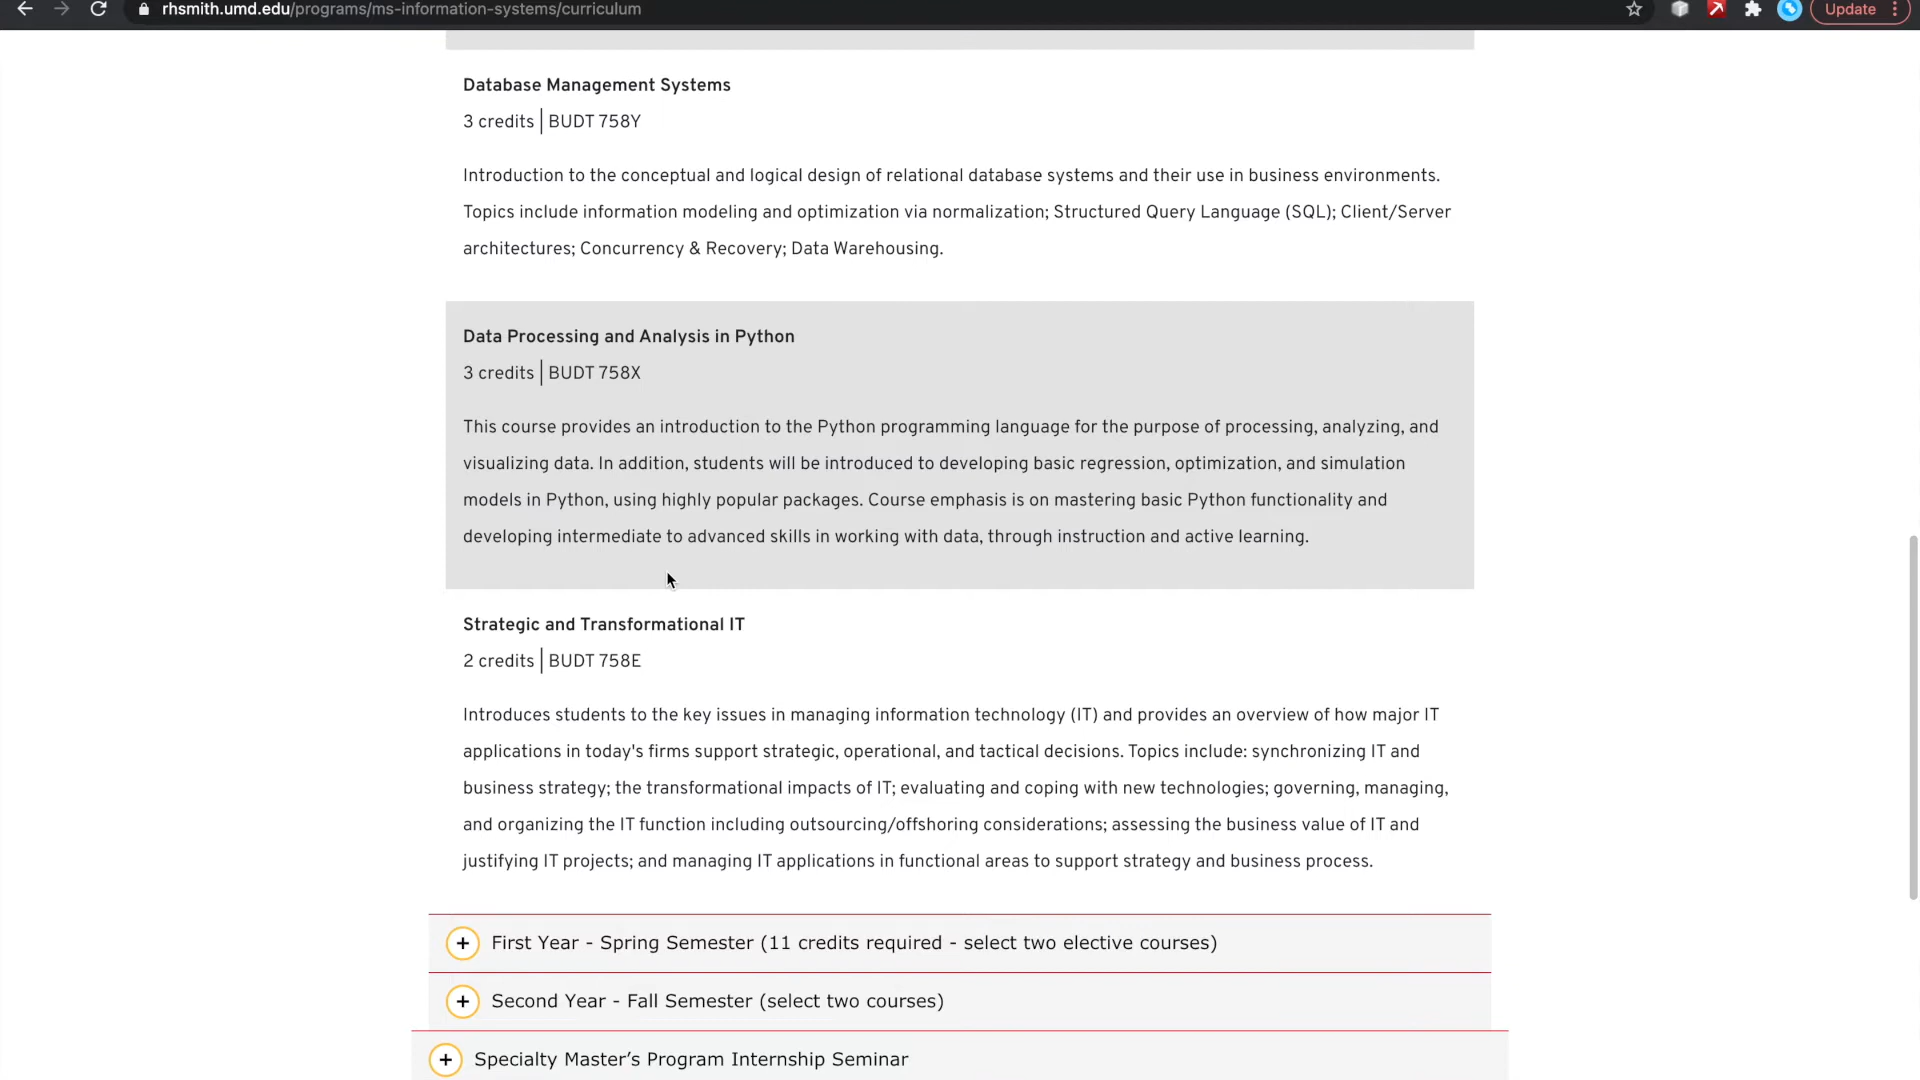 rhsmith.umd.edu/programs/ms-information-systems/curriculum
Update
Database Management Systems
3 credits | BUDT 758Y
Introduction to the conceptual and logical design of relational database systems and their use in business environments.
Topics include information modeling and optimization via normalization; Structured Query Language (SQL); Client/Server
architectures; Concurrency & Recovery; Data Warehousing.
Data Processing and Analysis in Python
3 credits | BUDT 758X
This course provides an introduction to the Python programming language for the purpose of processing, analyzing, and
visualizing data. In addition, students will be introduced to developing basic regression, optimization, and simulation
models in Python, using highly popular packages. Course emphasis is on mastering basic Python functionality and
developing intermediate to advanced skills in working with data, through instruction and active learning.
Strategic and Transformational IT
2 credits | BUDT 758E
Introduces students to the key issues in managing information technology (IT) and provides an overview of how major IT
applications in today's firms support strategic, operational, and tactical decisions. Topics include: synchronizing IT and
business strategy; the transformational impacts of IT; evaluating and coping with new technologies; governing, managing,
and organizing the IT function including outsourcing/offshoring considerations; assessing the business value of IT and
justifying IT projects; and managing IT applications in functional areas to support strategy and business process.
First Year - Spring Semester (11 credits required - select two elective courses)
Second Year - Fall Semester (select two courses)
Specialty Master’s Program Internship Seminar